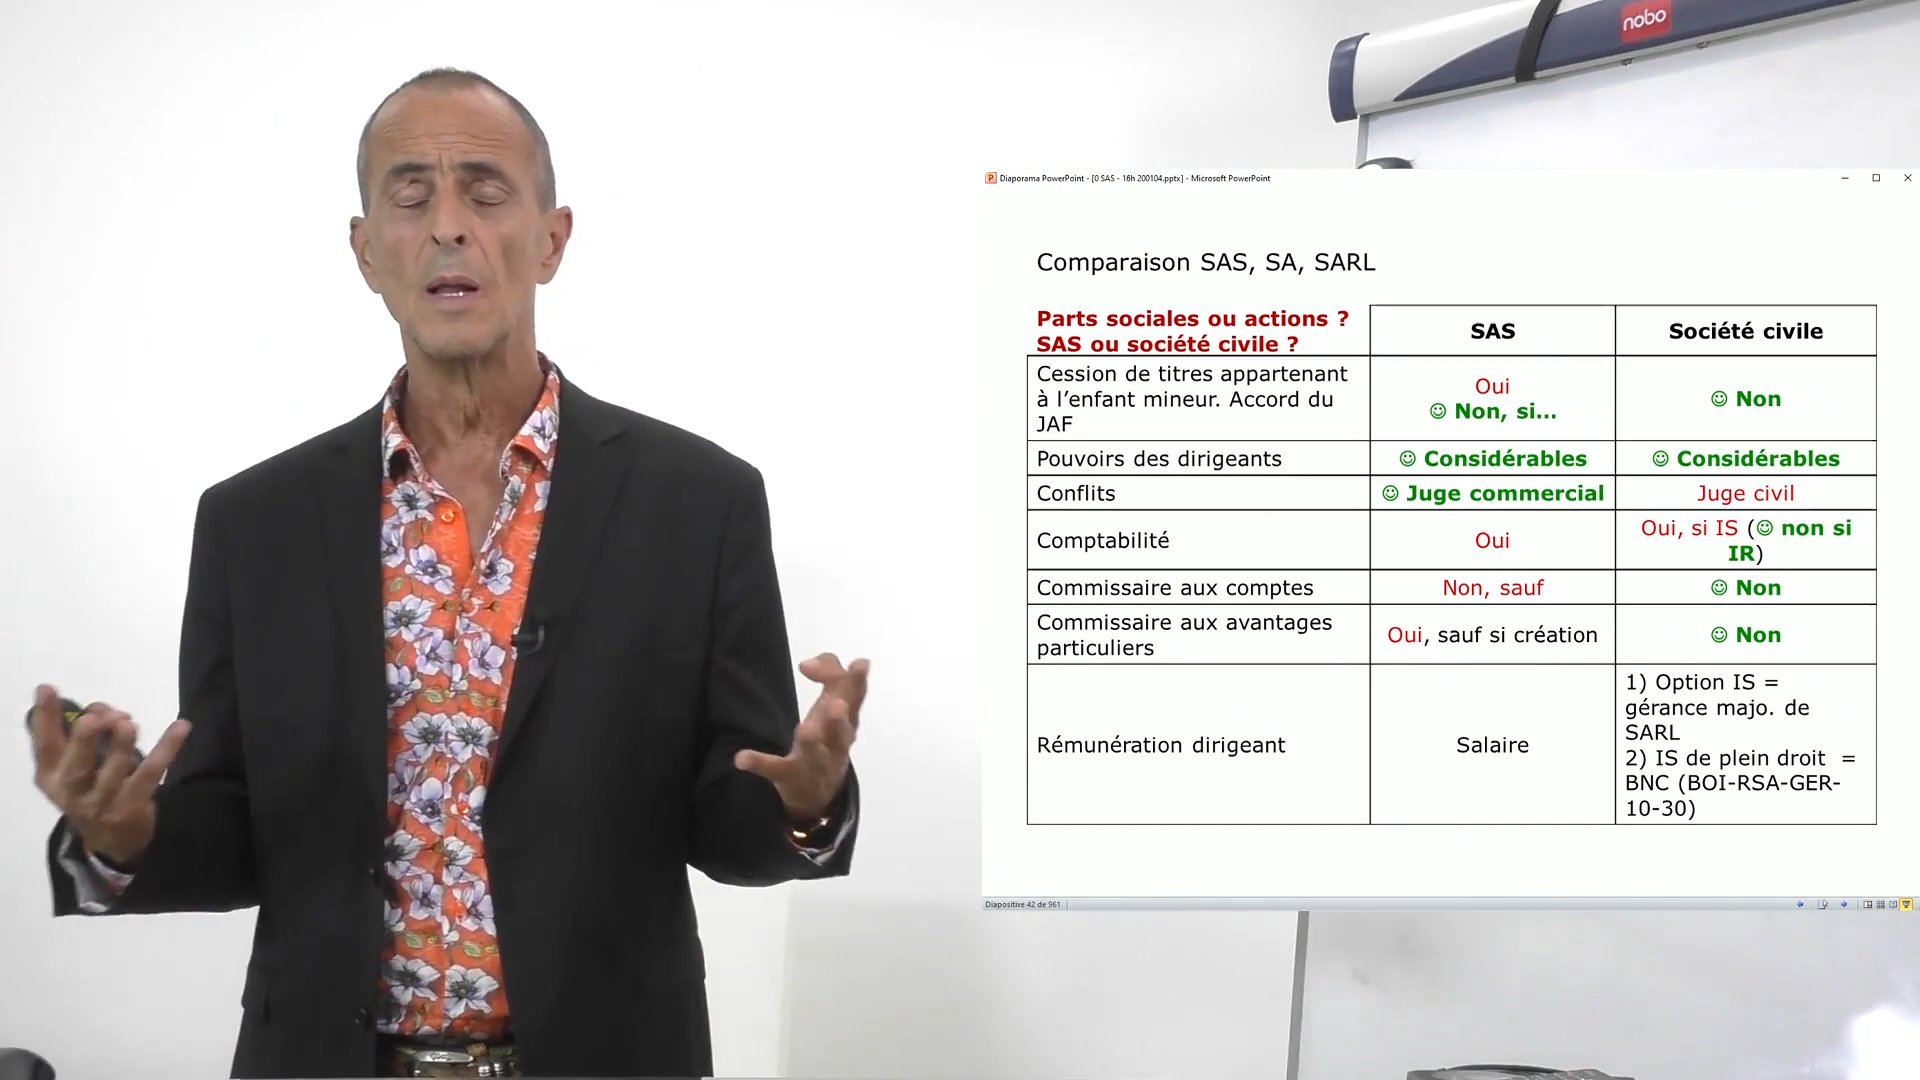 nobo
Diaporama PowerPoint - [0 SAS - 16h 200104.pptx] - Microsoft PowerPoint
Comparaison SAS, SA, SARL
Parts sociales ou actions ?
SAS ou société civile ?
SAS
Société civile
Cession de titres appartenant
à l’enfant mineur. Accord du
JAF
Oui
☺ Non, si...
☺ Non
Pouvoirs des dirigeants
☺ Considérables
☺ Considérables
Conflits
☺ Juge commercial
Juge civil
Comptabilité
Oui
Oui, si IS (☺ non si
IR)
Commissaire aux comptes
Non, sauf
☺ Non
Commissaire aux avantages
particuliers
Oui, sauf si création
☺ Non
Rémunération dirigeant
Salaire
1) Option IS =
gérance majo. de
SARL
2) IS de plein droit =
BNC (BOI-RSA-GER-
10-30)
Diapositive 42 de 961